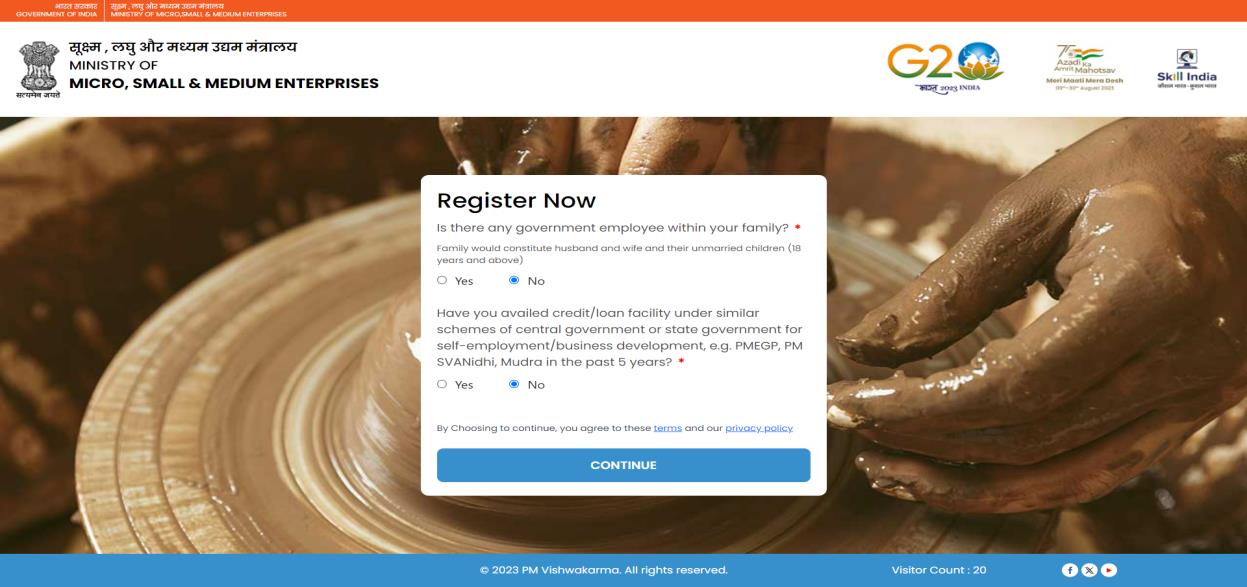 भारत सरकार
GOVERNMENT OF INDIA
सूक्ष्म , लघु और मध्यम उद्यम मंत्रालय
MINISTRY OF MICRO,SMALL & MEDIUM ENTERPRISES
सूक्ष्म , लघु और मध्यम उद्यम मंत्रालय
MINISTRY OF
MICRO, SMALL & MEDIUM ENTERPRISES
सत्यमेव जयते
G20
भारत 2023 INDIA
75
Azadi Ka
Amrit Mahotsav
Meri Maati Mera Desh
09th-30th August 2023
Skill India
कौशल भारत-कुशल भारत
Register Now
Is there any government employee within your family? *
Family would constitute husband and wife and their unmarried children (18
years and above)
Yes No
Have you availed credit/loan facility under similar
schemes of central government or state government for
self-employment/business development, e.g. PMEGP, PM
SVANidhi, Mudra in the past 5 years? *
Yes No
By Choosing to continue, you agree to these terms and our privacy policy
CONTINUE
© 2023 PM Vishwakarma. All rights reserved.
Visitor Count : 20